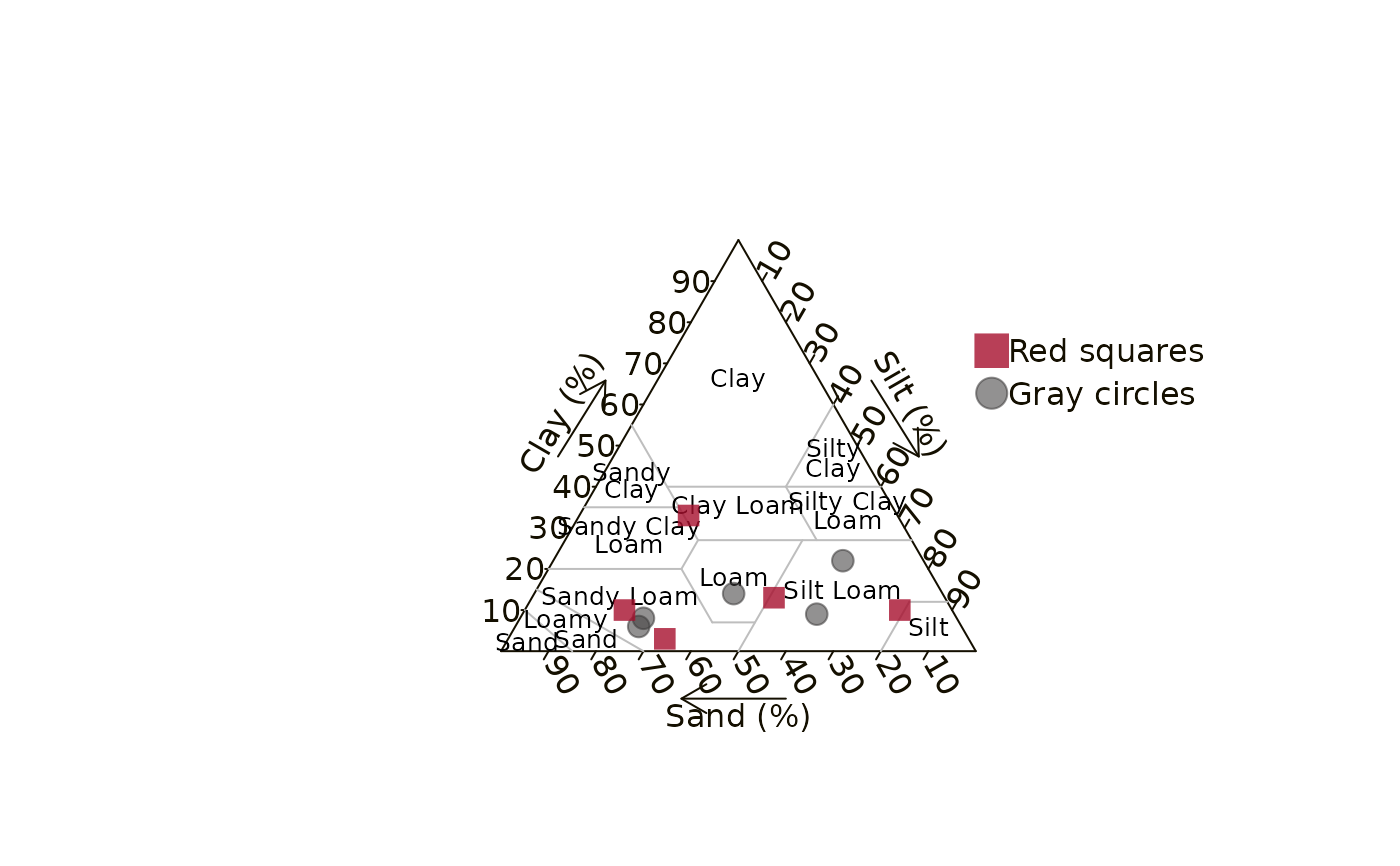 10
90
20
80
30
Red squares
70
40
Clay
Gray circles
60
50
Clay (%)
Silt (%)
50
Silty
Clay
60
Sandy
Clay
40
Clay Loam
Silty Clay
Loam
70
30
Sandy Clay
Loam
80
20
Loam
Silt Loam
90
Sandy Loam
10
Loamy
Sand
Sand
Silt
90
80
70
60
50
40
30
20
10
Sand (%)